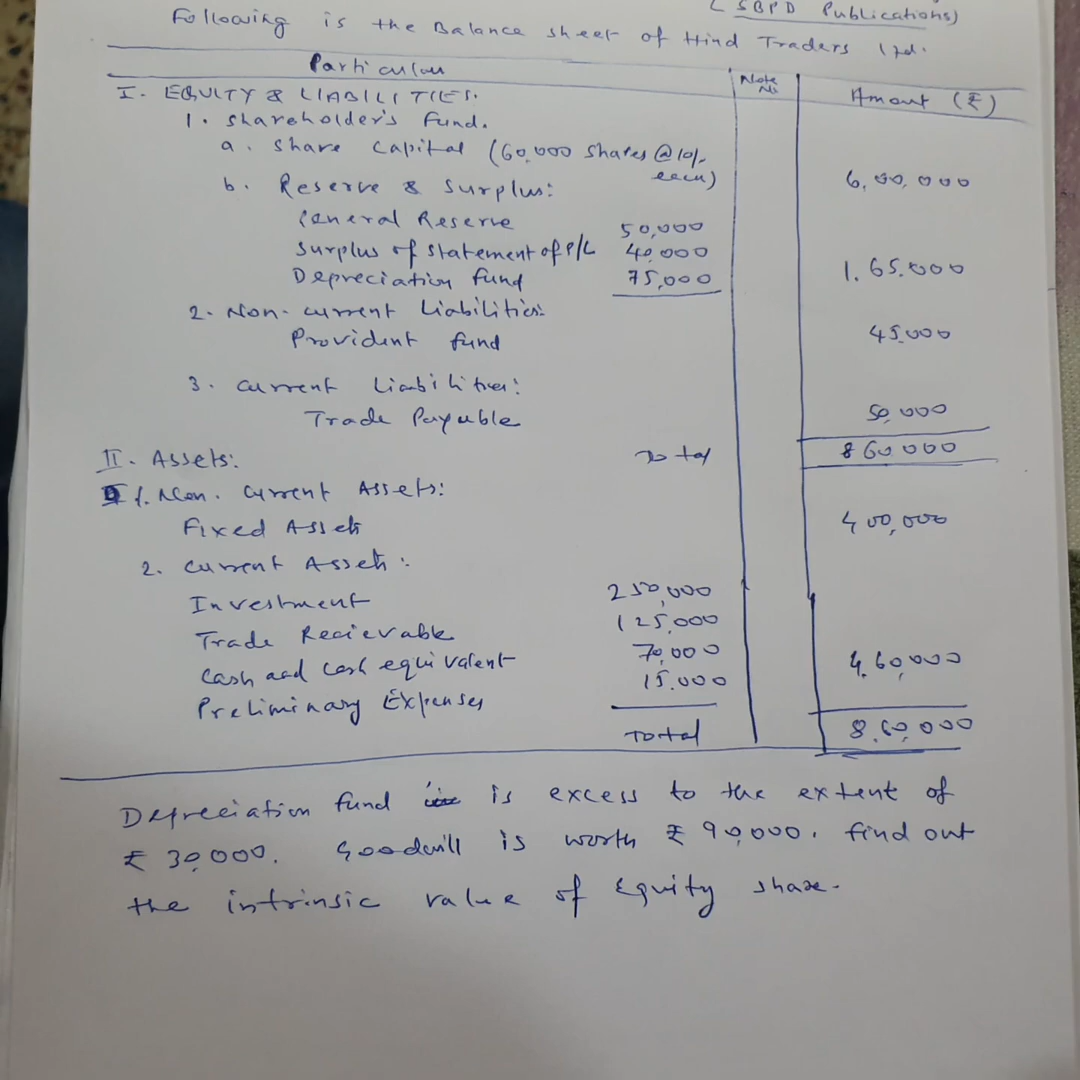 ( SBPD Publications)
Following is the Balance sheet of Hind Traders Ltd.
Particulars Note No Amount (₹)
I. EQUITY & LIABILITIES.
1. Shareholder's Fund.
a. Share Capital (60,000 Shares @10/- each) 6,00,000
b. Reserve & Surplus:
General Reserve 50,000
Surplus of Statement of P/L 40,000
Depreciation fund 75,000 1,65,000
2. Non-current Liabilities:
Provident fund 45,000
3. Current Liabilities:
Trade Payable 50,000
Total 860000
II. Assets:
1. Non. Current Assets:
Fixed Assets 400,000
2. Current Assets:
Investment 250,000
Trade Recievable 125,000
Cash and cash equivalent 70,000 4,60,000
Preliminary Expenses 15,000
Total 8,60,000
Depreciation fund is excess to the extent of
₹ 30,000. Goodwill is worth ₹ 90,000. find out
the intrinsic value of Equity share.